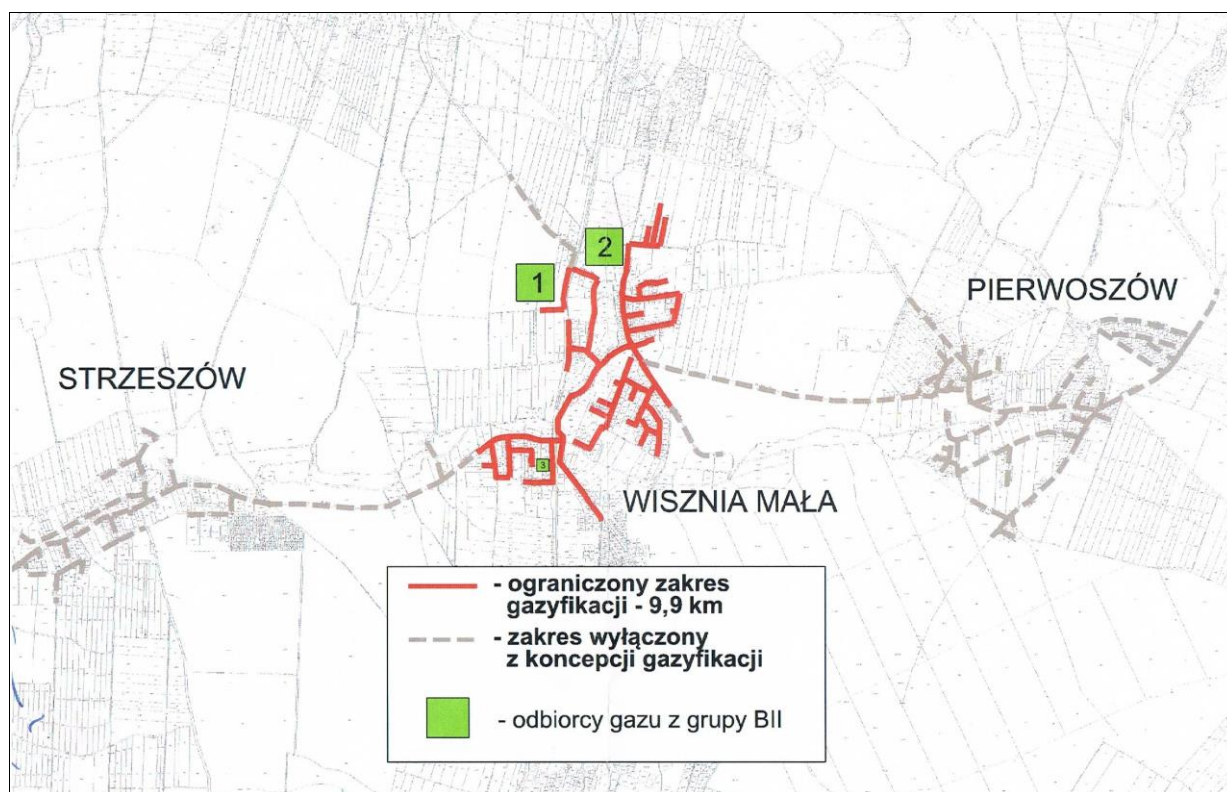 2
1
PIERWOSZÓW
STRZESZÓW
3
WISZNIA MAŁA
- ograniczony zakres
gazyfikacji - 9,9 km
- zakres wyłączony
z koncepcji gazyfikacji
- odbiorcy gazu z grupy BII